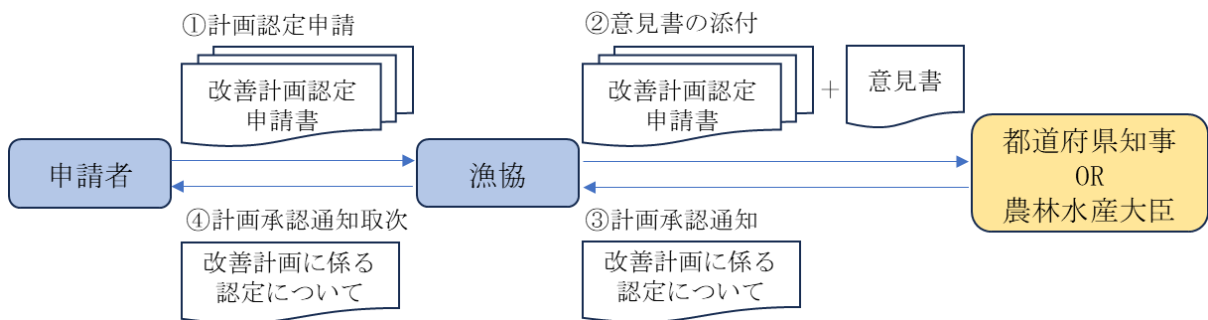 ①計画認定申請
②意見書の添付
改善計画認定
申請書
改善計画認定
申請書
+
意見書
申請者
漁協
都道府県知事
OR
農林水産大臣
④計画承認通知取次
③計画承認通知
改善計画に係る
認定について
改善計画に係る
認定について